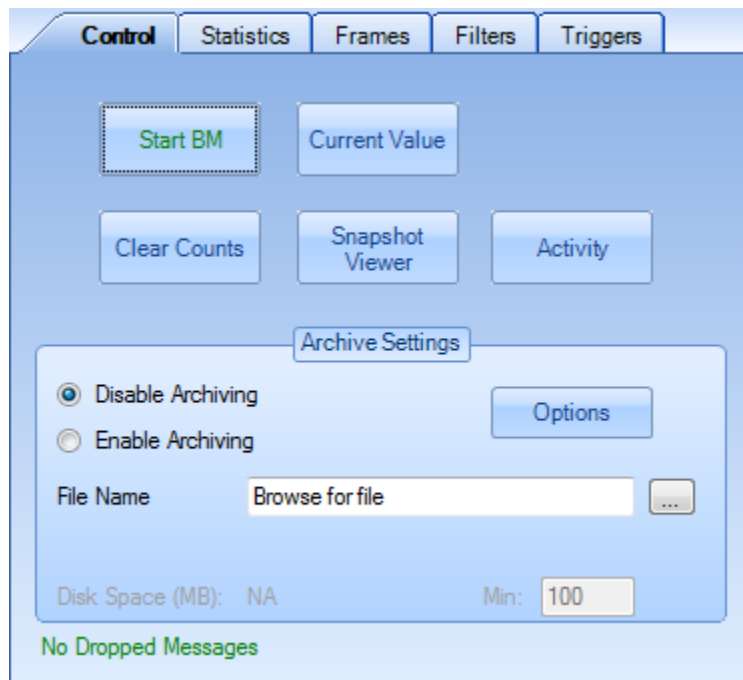 Control Statistics Frames Filters Triggers
Start BM Current Value
Clear Counts Snapshot Viewer Activity
Archive Settings
Disable Archiving
Options
Enable Archiving
File Name Browse for file ...
Disk Space (MB): NA Min: 100
No Dropped Messages